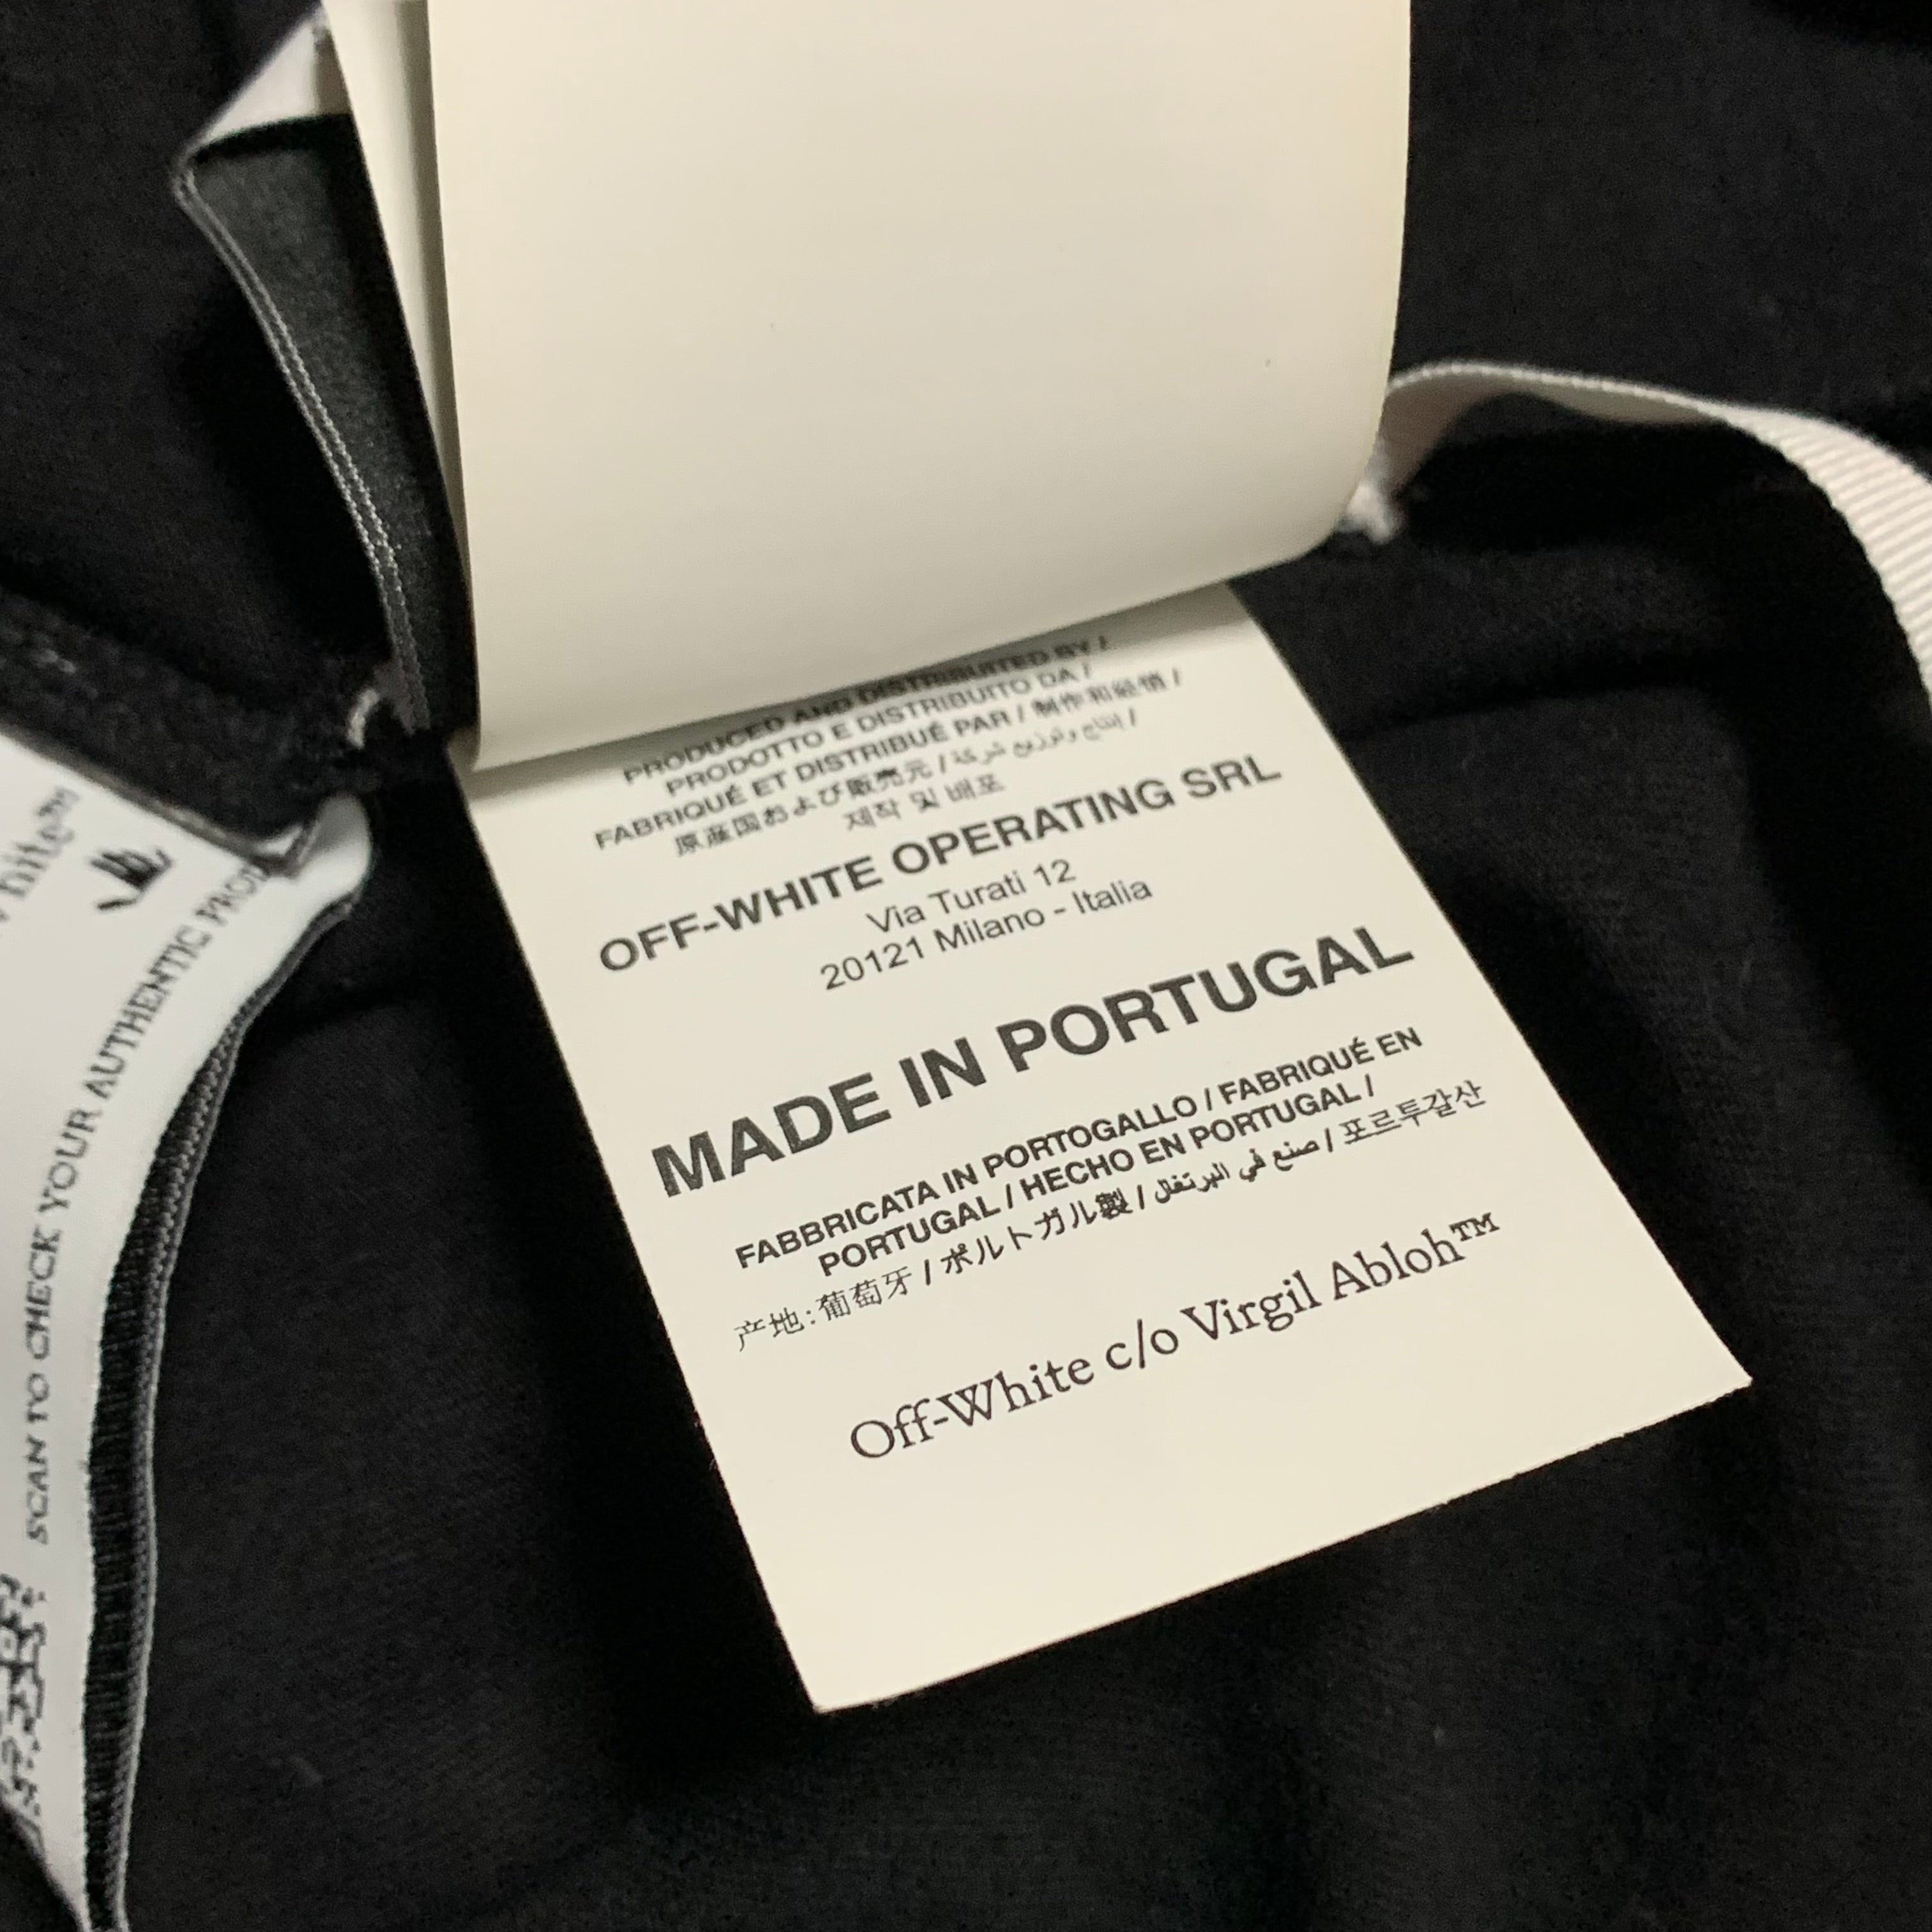 PRODUCED AND DISTRIBUTED BY /
PRODOTTO E DISTRIBUITO DA /
FABRIQUÉ ET DISTRIBUÉ PAR / 制作和经销 /
原産国および販売元 / إنتاج وتوزيع شركة /
제작 및 배포
OFF-WHITE OPERATING SRL
Via Turati 12
20121 Milano - Italia
MADE IN PORTUGAL
FABBRICATA IN PORTOGALLO / FABRIQUÉ EN
PORTUGAL / HECHO EN PORTUGAL /
产地:葡萄牙 / ポルトガル製 / صنع في البرتغال / 포르투갈산
Off-White c/o Virgil Abloh™
SCAN TO CHECK YOUR AUTHENTIC